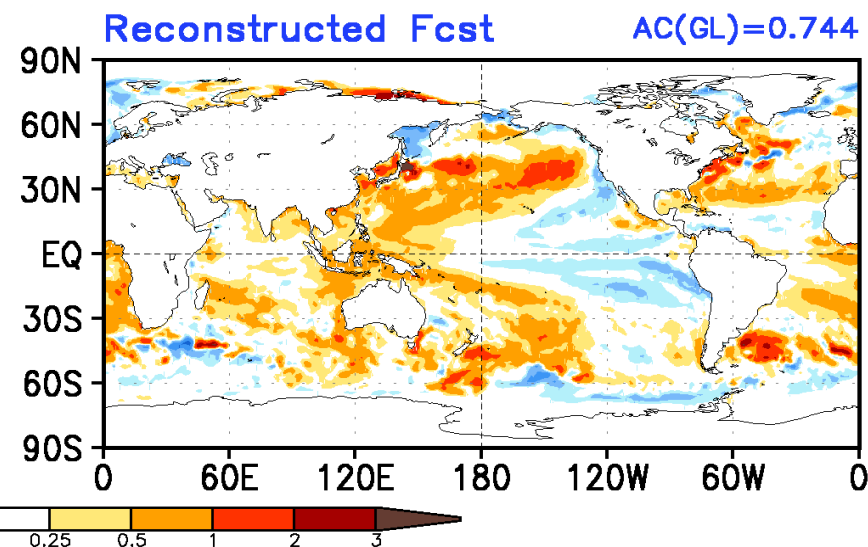 Reconstructed Fcst AC(GL)=0.744
90N
60N
30N
EQ
30S
60S
90S
0 60E 120E 180 120W 60W 0
0.25 0.5 1 2 3